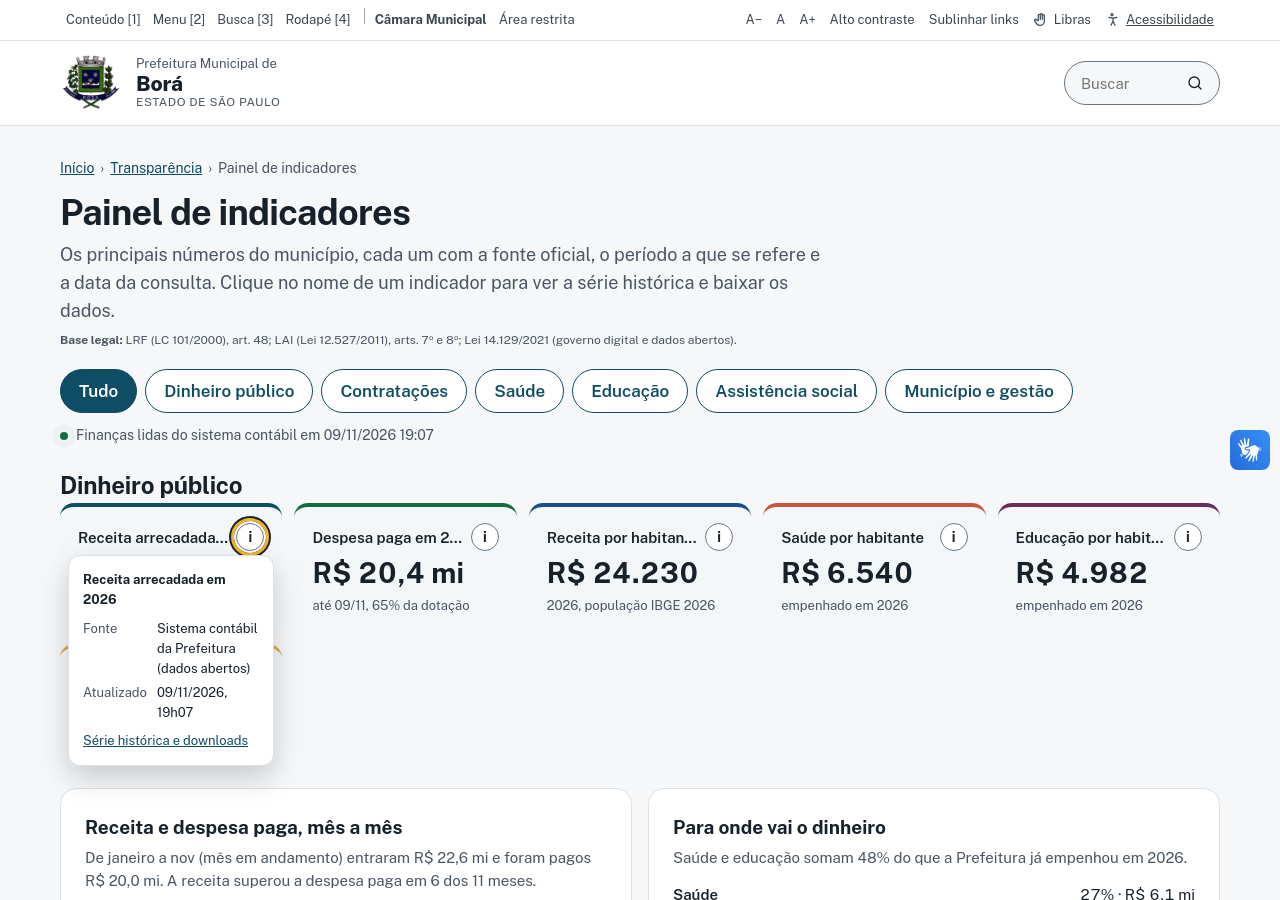 Conteúdo [1] Menu [2] Busca [3] Rodapé [4] Câmara Municipal Área restrita A− A A+ Alto contraste Sublinhar links Libras Acessibilidade
Prefeitura Municipal de
Borá
ESTADO DE SÃO PAULO
Buscar
Início › Transparência › Painel de indicadores
Painel de indicadores
Os principais números do município, cada um com a fonte oficial, o período a que se refere e
a data da consulta. Clique no nome de um indicador para ver a série histórica e baixar os
dados.
Base legal: LRF (LC 101/2000), art. 48; LAI (Lei 12.527/2011), arts. 7º e 8º; Lei 14.129/2021 (governo digital e dados abertos).
Tudo Dinheiro público Contratações Saúde Educação Assistência social Município e gestão
Finanças lidas do sistema contábil em 09/11/2026 19:07
Dinheiro público
Receita arrecadada... i
Receita arrecadada em
2026
Fonte Sistema contábil
da Prefeitura
(dados abertos)
Atualizado 09/11/2026,
19h07
Série histórica e downloads
Despesa paga em 2... i
R$ 20,4 mi
até 09/11, 65% da dotação
Receita por habitan... i
R$ 24.230
2026, população IBGE 2026
Saúde por habitante i
R$ 6.540
empenhado em 2026
Educação por habit... i
R$ 4.982
empenhado em 2026
Receita e despesa paga, mês a mês
De janeiro a nov (mês em andamento) entraram R$ 22,6 mi e foram pagos
R$ 20,0 mi. A receita superou a despesa paga em 6 dos 11 meses.
Para onde vai o dinheiro
Saúde e educação somam 48% do que a Prefeitura já empenhou em 2026.
Saúde 27% · R$ 6,1 mi